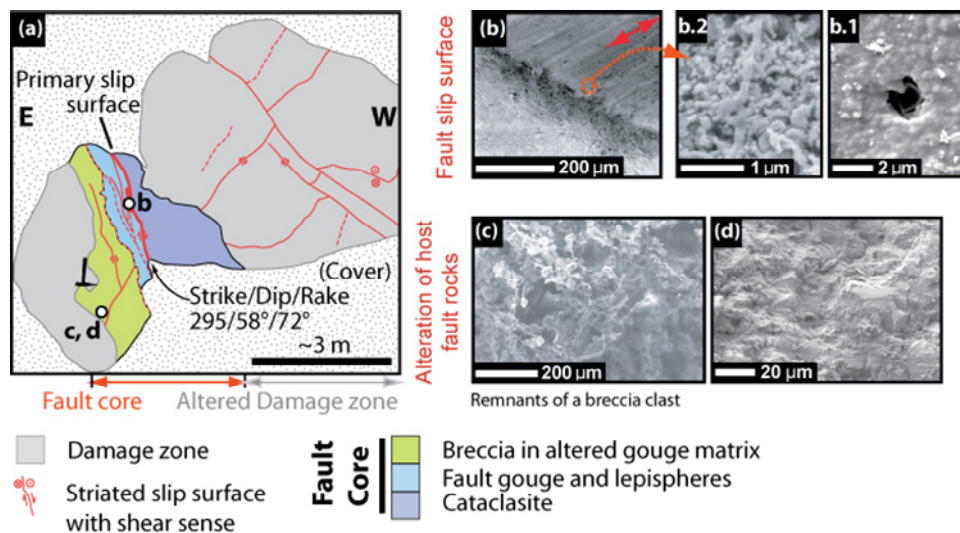 (a)
Primary slip
surface
E
W
b
c, d
(Cover)
Strike/Dip/Rake
295/58°/72°
~3 m
Fault core
Altered Damage zone
Fault slip surface
(b)
200 µm
b.2
1 µm
b.1
2 µm
Alteration of host
fault rocks
(c)
200 µm
(d)
20 µm
Remnants of a breccia clast
Damage zone
Striated slip surface
with shear sense
Fault
Core
Breccia in altered gouge matrix
Fault gouge and lepispheres
Cataclasite